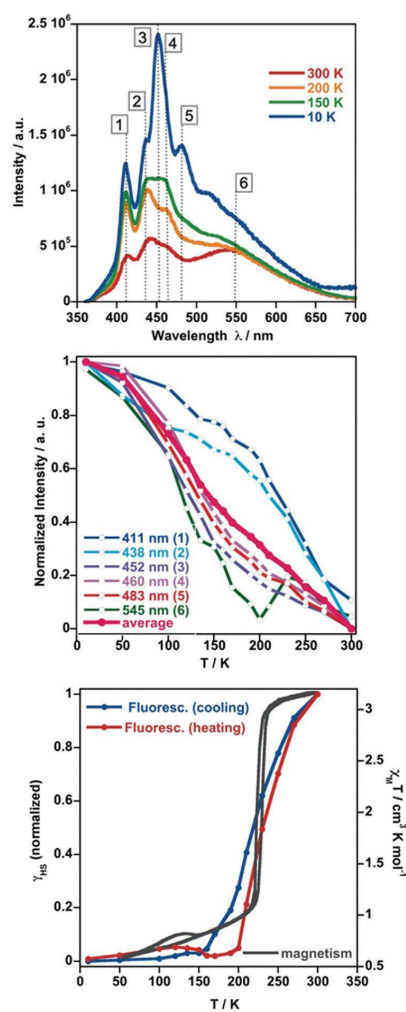 2.5 10⁶
2 10⁶
1.5 10⁶
1 10⁶
5 10⁵
0
Intensity / a.u.
1
2
3
4
5
6
300 K
200 K
150 K
10 K
350 400 450 500 550 600 650 700
Wavelength λ / nm
1
0.8
0.6
0.4
0.2
0
Normalized Intensity / a. u.
411 nm (1)
438 nm (2)
452 nm (3)
460 nm (4)
483 nm (5)
545 nm (6)
average
0 50 100 150 200 250 300
T / K
1
0.8
0.6
0.4
0.2
0
γHS (normalized)
Fluoresc. (cooling)
Fluoresc. (heating)
magnetism
3
2.5
2
1.5
1
0.5
χM T / cm³ K mol⁻¹
0 50 100 150 200 250 300 350
T / K